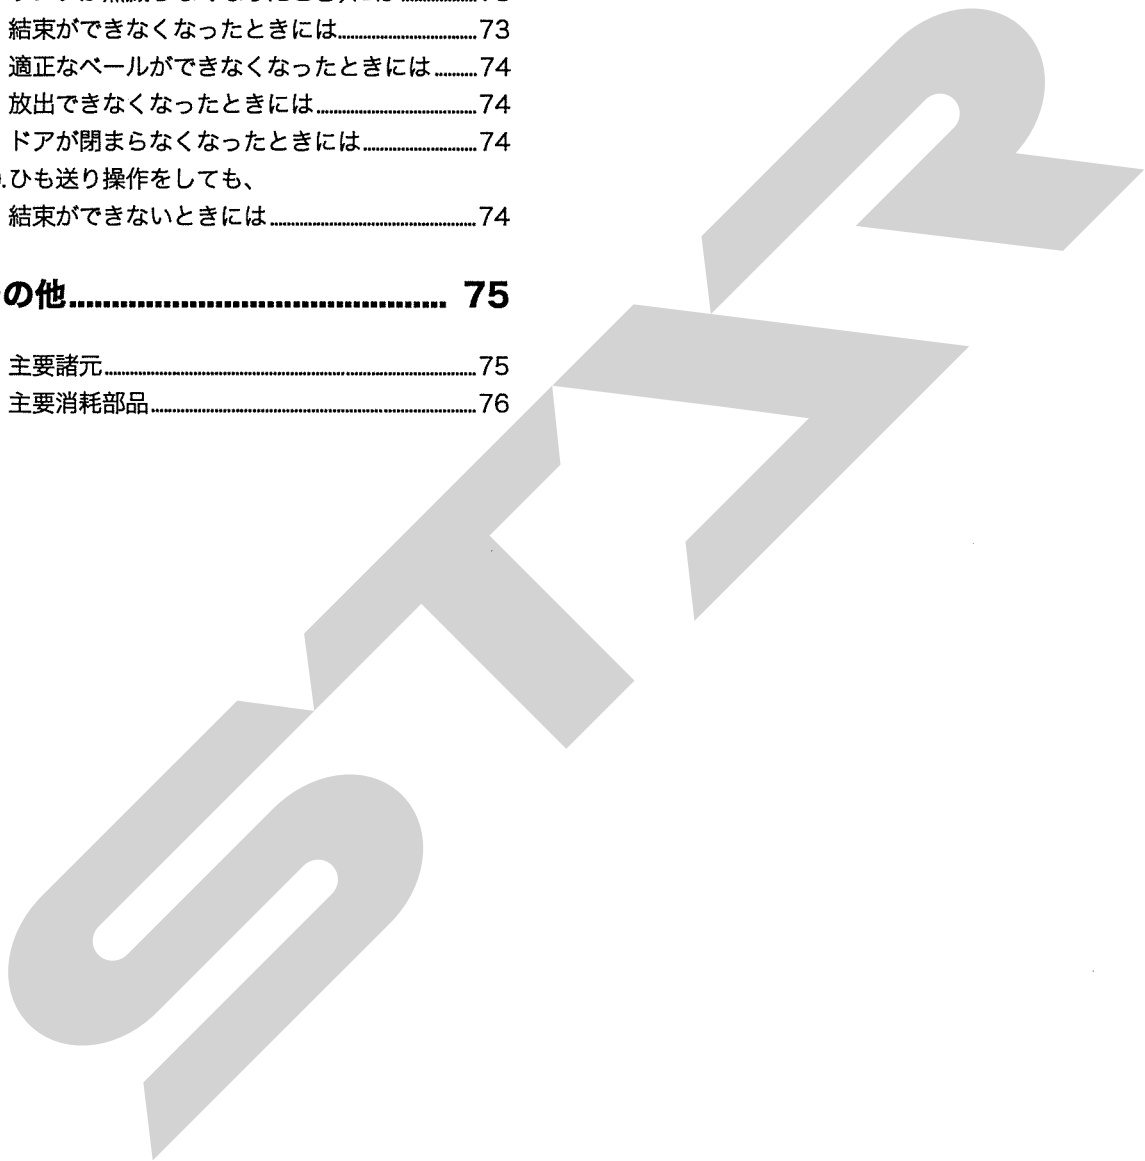 結束ができなくなったときには........................73
適正なベールができなくなったときには..........74
放出できなくなったときには............................74
ドアが閉まらなくなったときには....................74
.ひも送り操作をしても、
結束ができないときには....................................74
の他............................................ 75
主要諸元................................................................75
主要消耗部品........................................................76
STAR